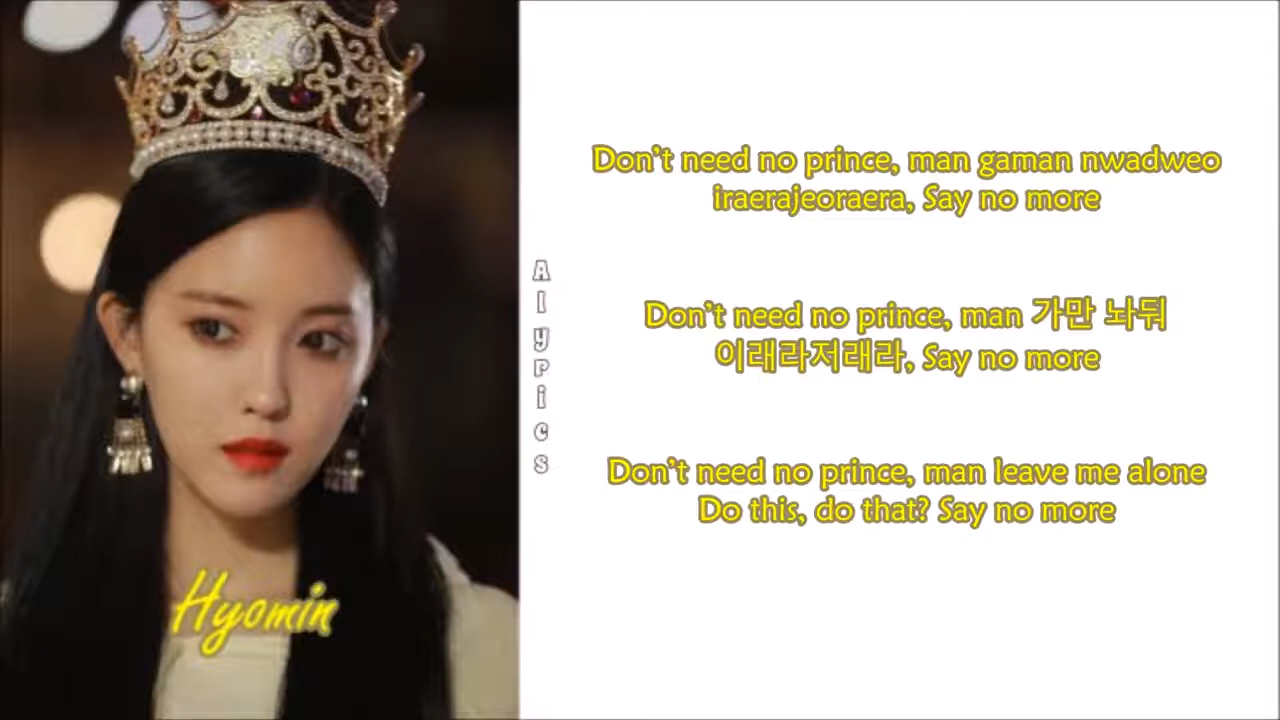 Hyomin
Alyrics
Don't need no prince, man gaman nwadweo
iraerajeoraera, Say no more
Don't need no prince, man 가만 놔둬
이래라저래라, Say no more
Don't need no prince, man leave me alone
Do this, do that? Say no more